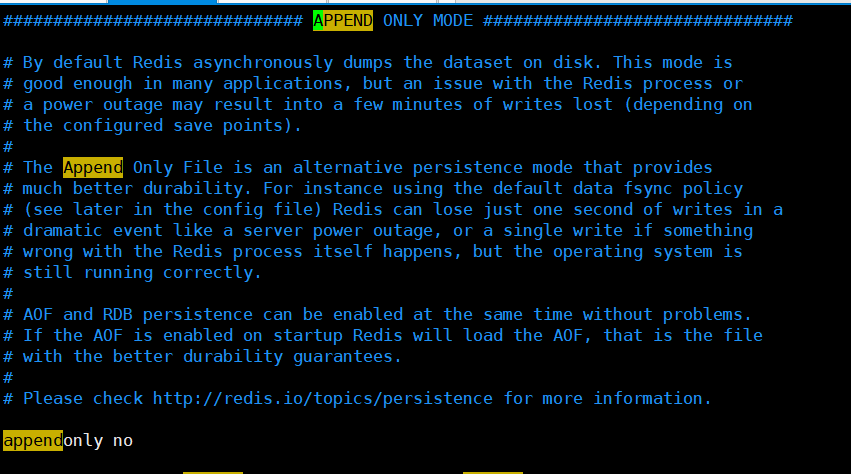 ############################## APPEND ONLY MODE ###############################
# By default Redis asynchronously dumps the dataset on disk. This mode is
# good enough in many applications, but an issue with the Redis process or
# a power outage may result into a few minutes of writes lost (depending on
# the configured save points).
#
# The Append Only File is an alternative persistence mode that provides
# much better durability. For instance using the default data fsync policy
# (see later in the config file) Redis can lose just one second of writes in a
# dramatic event like a server power outage, or a single write if something
# wrong with the Redis process itself happens, but the operating system is
# still running correctly.
#
# AOF and RDB persistence can be enabled at the same time without problems.
# If the AOF is enabled on startup Redis will load the AOF, that is the file
# with the better durability guarantees.
#
# Please check http://redis.io/topics/persistence for more information.
appendonly no